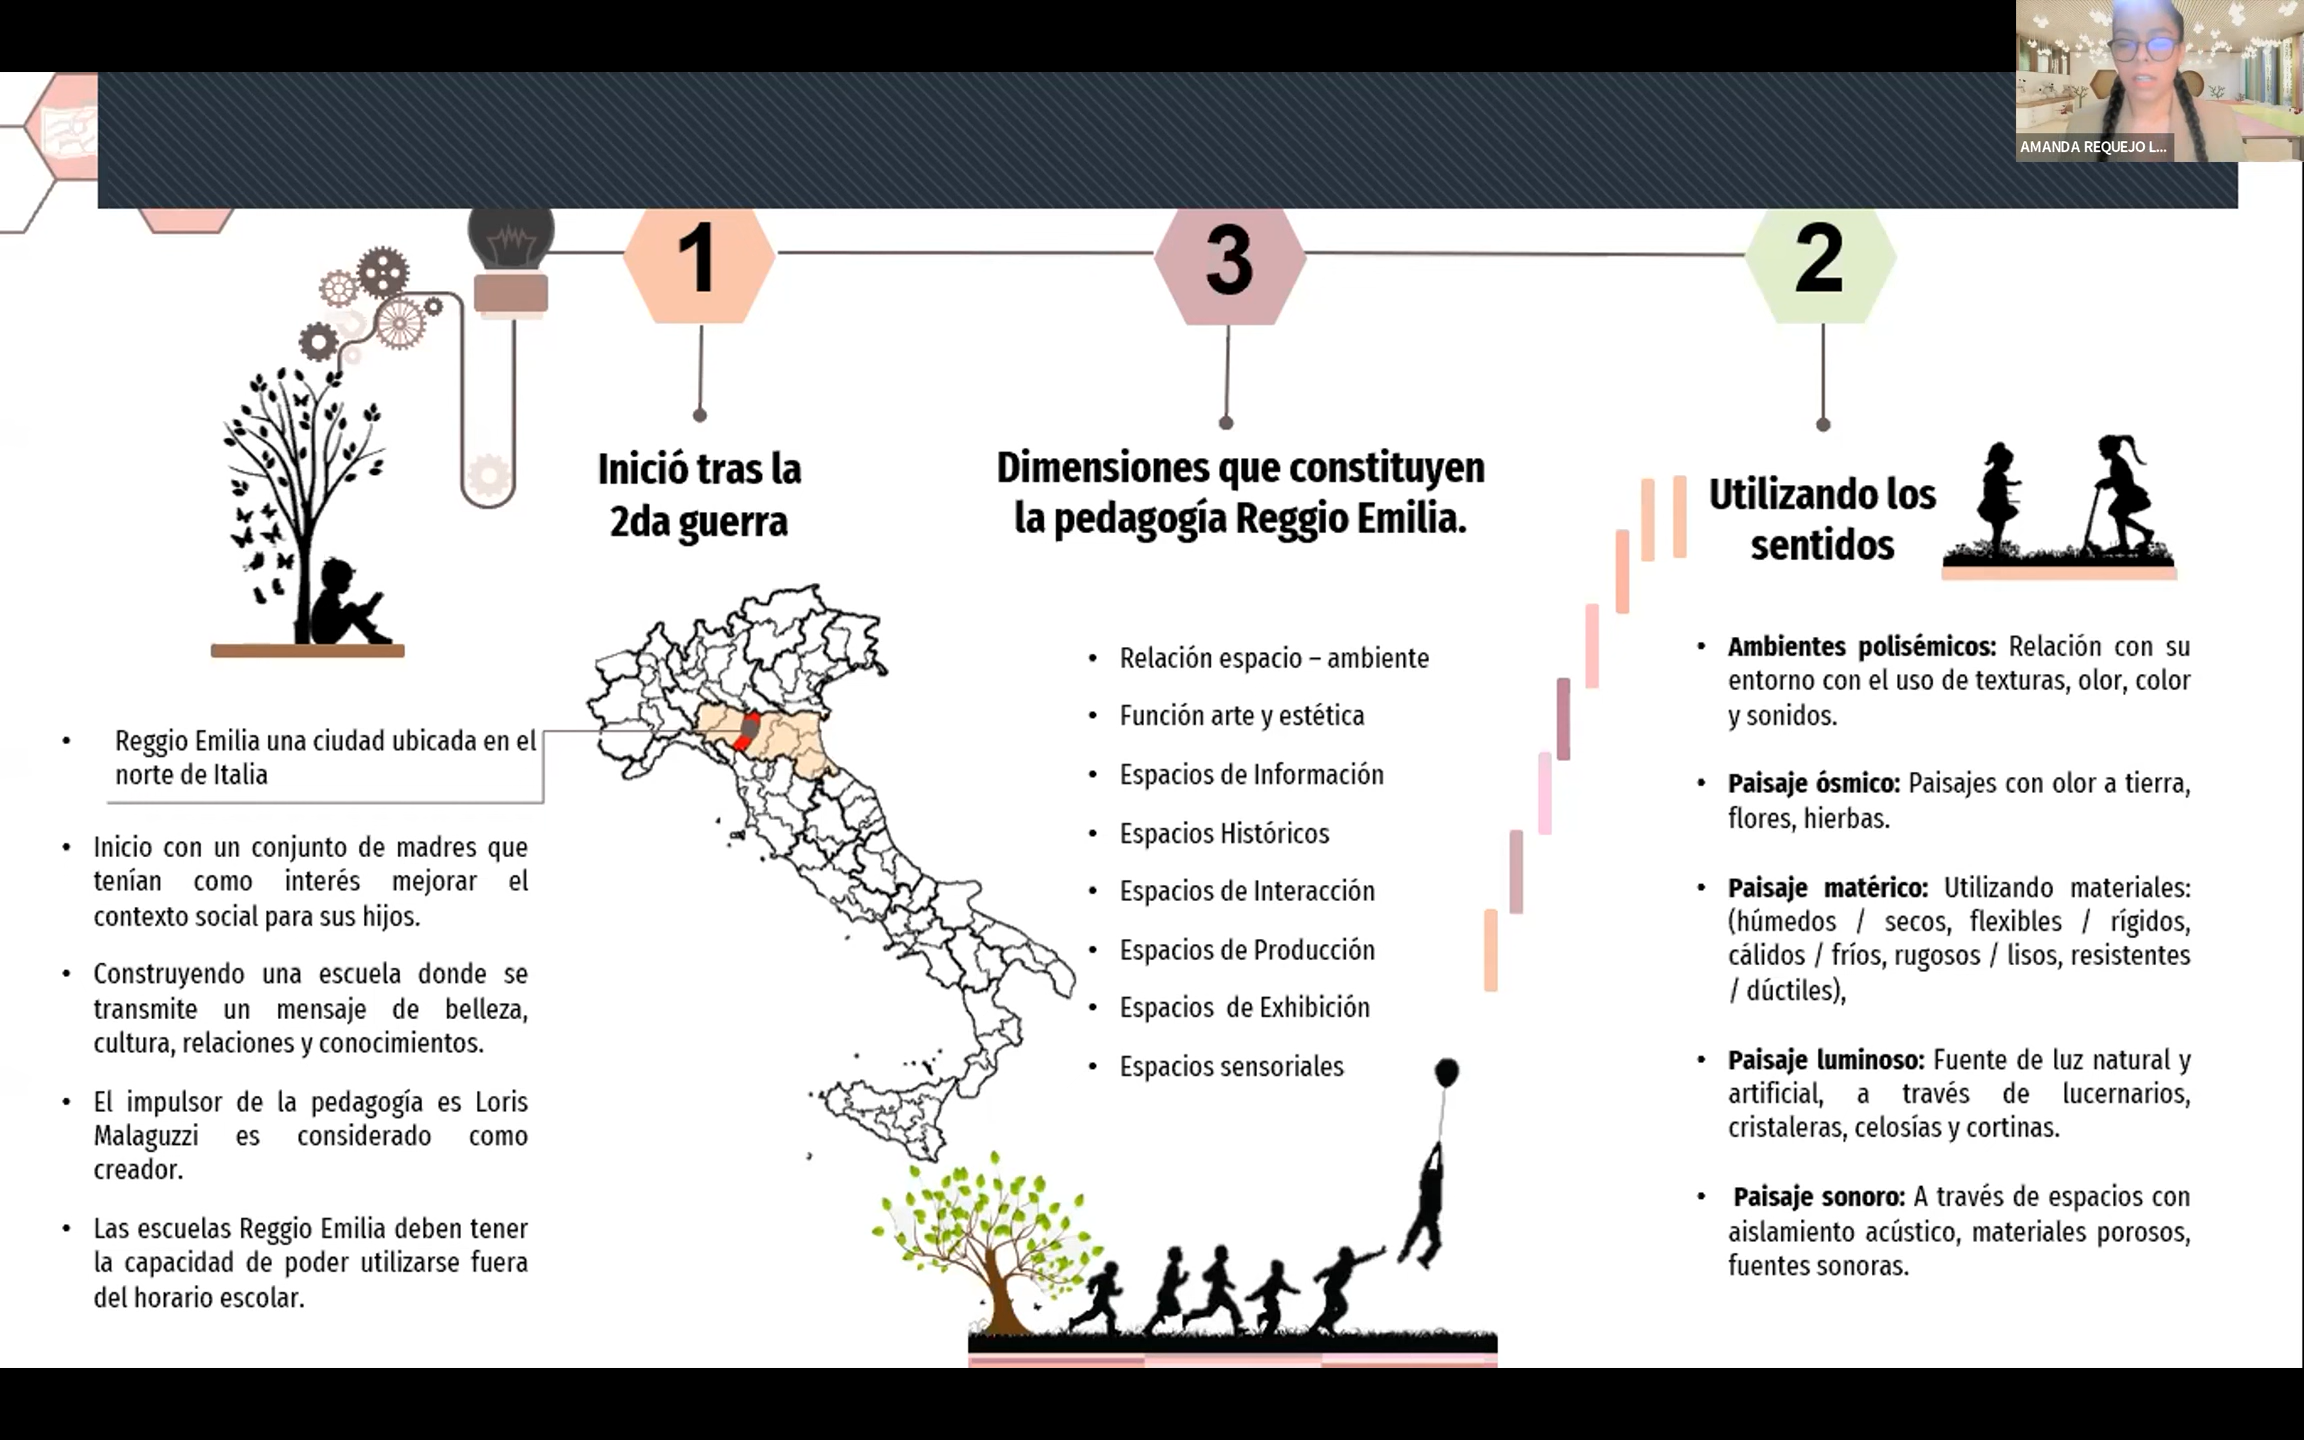 AMANDA REQUEJO L...
1
3
2
Inició tras la
2da guerra
Reggio Emilia una ciudad ubicada en el
norte de Italia
Inicio con un conjunto de madres que
tenían como interés mejorar el
contexto social para sus hijos.
Construyendo una escuela donde se
transmite un mensaje de belleza,
cultura, relaciones y conocimientos.
El impulsor de la pedagogía es Loris
Malaguzzi es considerado como
creador.
Las escuelas Reggio Emilia deben tener
la capacidad de poder utilizarse fuera
del horario escolar.
Dimensiones que constituyen
la pedagogía Reggio Emilia.
Relación espacio – ambiente
Función arte y estética
Espacios de Información
Espacios Históricos
Espacios de Interacción
Espacios de Producción
Espacios de Exhibición
Espacios sensoriales
Utilizando los
sentidos
Ambientes polisémicos: Relación con su
entorno con el uso de texturas, olor, color
y sonidos.
Paisaje ósmico: Paisajes con olor a tierra,
flores, hierbas.
Paisaje matérico: Utilizando materiales:
(húmedos / secos, flexibles / rígidos,
cálidos / fríos, rugosos / lisos, resistentes
/ dúctiles),
Paisaje luminoso: Fuente de luz natural y
artificial, a través de lucernarios,
cristaleras, celosías y cortinas.
Paisaje sonoro: A través de espacios con
aislamiento acústico, materiales porosos,
fuentes sonoras.